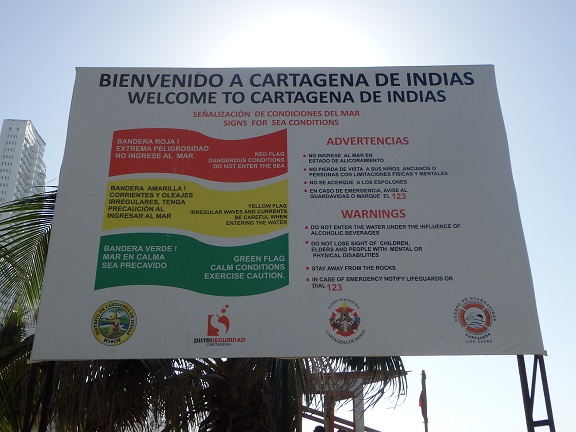 BIENVENIDO A CARTAGENA DE INDIAS
WELCOME TO CARTAGENA DE INDIAS
SEÑALIZACIÓN DE CONDICIONES DEL MAR
SIGNS FOR SEA CONDITIONS
BANDERA ROJA !
EXTREMA PELIGROSIDAD
NO INGRESE AL MAR.
RED FLAG
DANGEROUS CONDITIONS
DO NOT ENTER THE SEA
BANDERA AMARILLA !
CORRIENTES Y OLEAJES
IRREGULARES, TENGA
PRECAUCIÓN AL
INGRESAR AL MAR
YELLOW FLAG
IRREGULAR WAVES AND CURRENTS
BE CAREFUL WHEN
ENTERING THE WATER
BANDERA VERDE !
MAR EN CALMA
SEA PRECAVIDO
GREEN FLAG
CALM CONDITIONS
EXERCISE CAUTION.
ADVERTENCIAS
• NO INGRESE AL MAR EN
ESTADO DE ALICORAMIENTO
• NO PIERDA DE VISTA A SUS NIÑOS ,ANCIANOS O
PERSONAS CON LIMITACIONES FISICAS Y MENTALES
• NO SE ACERQUE A LOS ESPOLONES
• EN CASO DE EMERGENCIA, AVISE AL
GUARDAVIDAS O MARQUE. EL 123
WARNINGS
• DO NOT ENTER THE WATER UNDER THE INFLUENCE OF
ALCOHOLIC BEVERAGES
• DO NOT LOSE SIGHT OF CHILDREN,
ELDERS AND PEOPLE WITH MENTAL OR
PHYSICAL DISABILITIES
• STAY AWAY FROM THE ROCKS
• IN CASE OF EMERGENCY NOTIFY LIFEGUARDS OR
DIAL 123
DISTRISEGURIDAD
CARTAGENA
CARTAGENA DE INDIAS